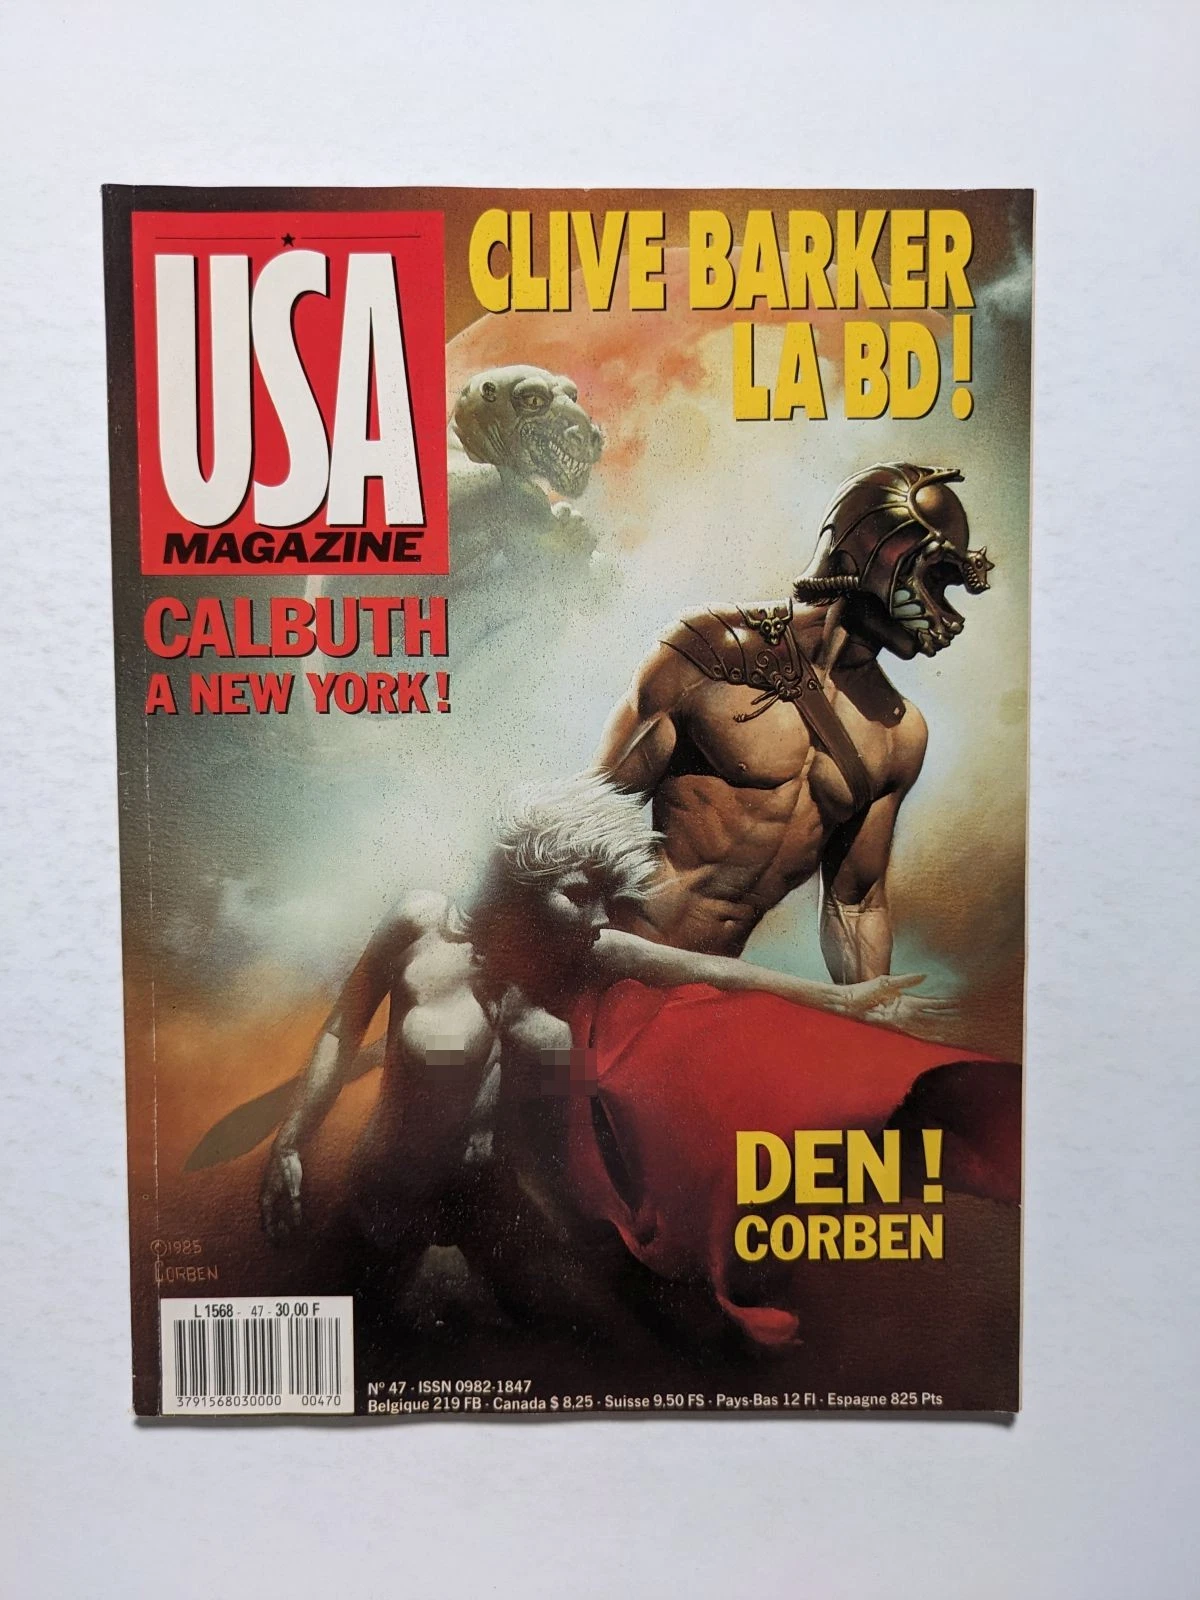 USA
MAGAZINE
CLIVE BARKER
LA BD!
CALBUTH
A NEW YORK!
DEN!
CORBEN
©1985
CORBEN
L 1568 - 47 - 30,00 F
3791568030000 00470
N° 47 · ISSN 0982-1847
Belgique 219 FB · Canada $ 8,25 · Suisse 9,50 FS · Pays-Bas 12 Fl · Espagne 825 Pts